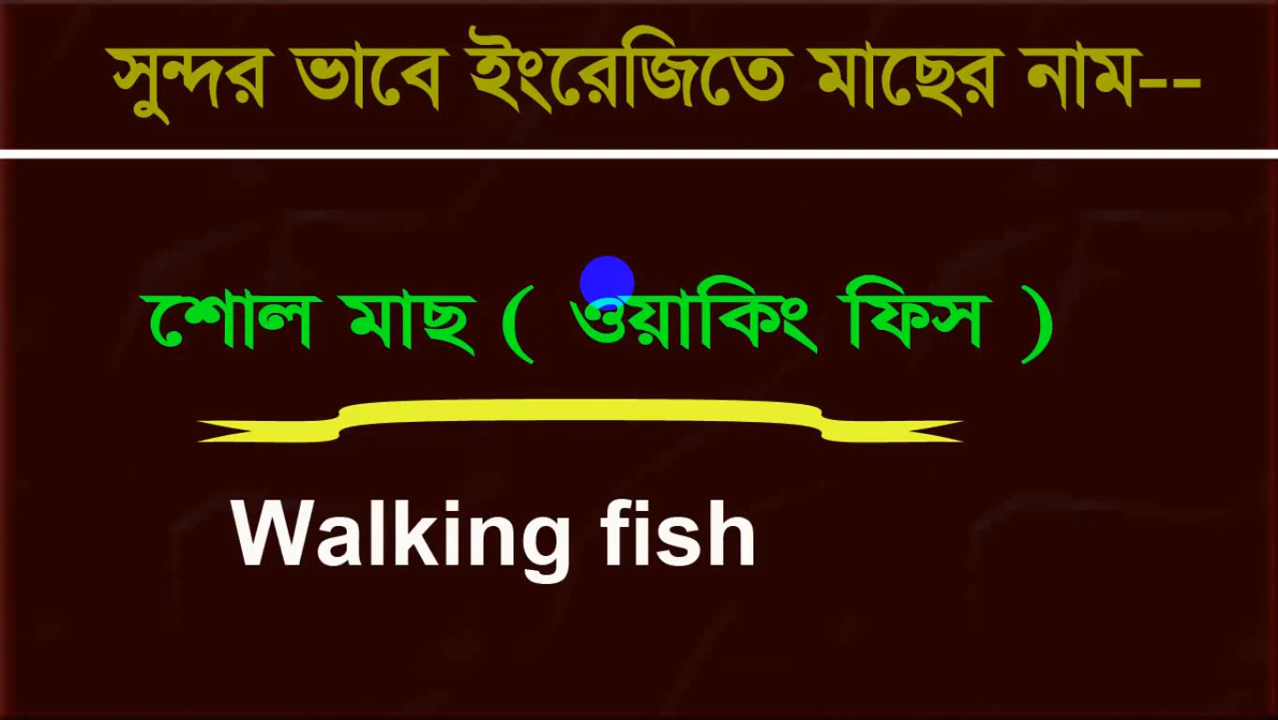 সুন্দর ভাবে ইংরেজিতে মাছের নাম--
শোল মাছ ( ওয়াকিং ফিস )
Walking fish